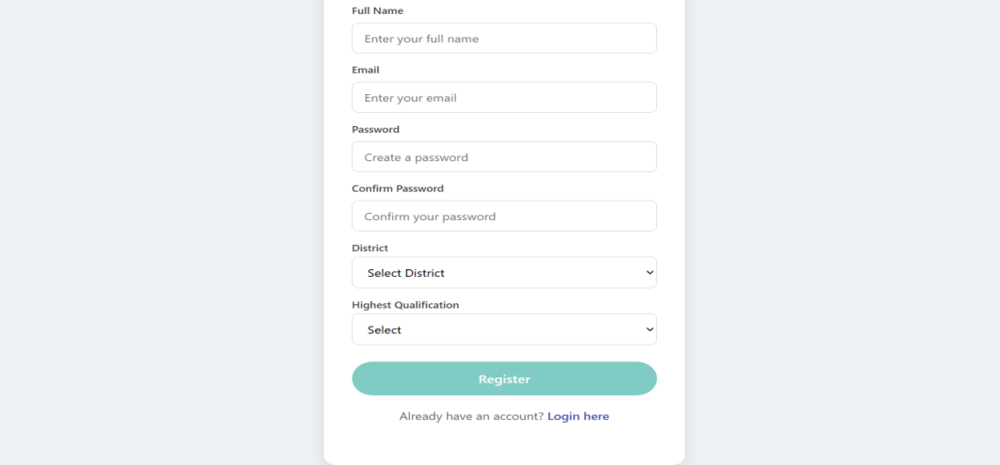 Full Name
Enter your full name
Email
Enter your email
Password
Create a password
Confirm Password
Confirm your password
District
Select District
Highest Qualification
Select
Register
Already have an account? Login here